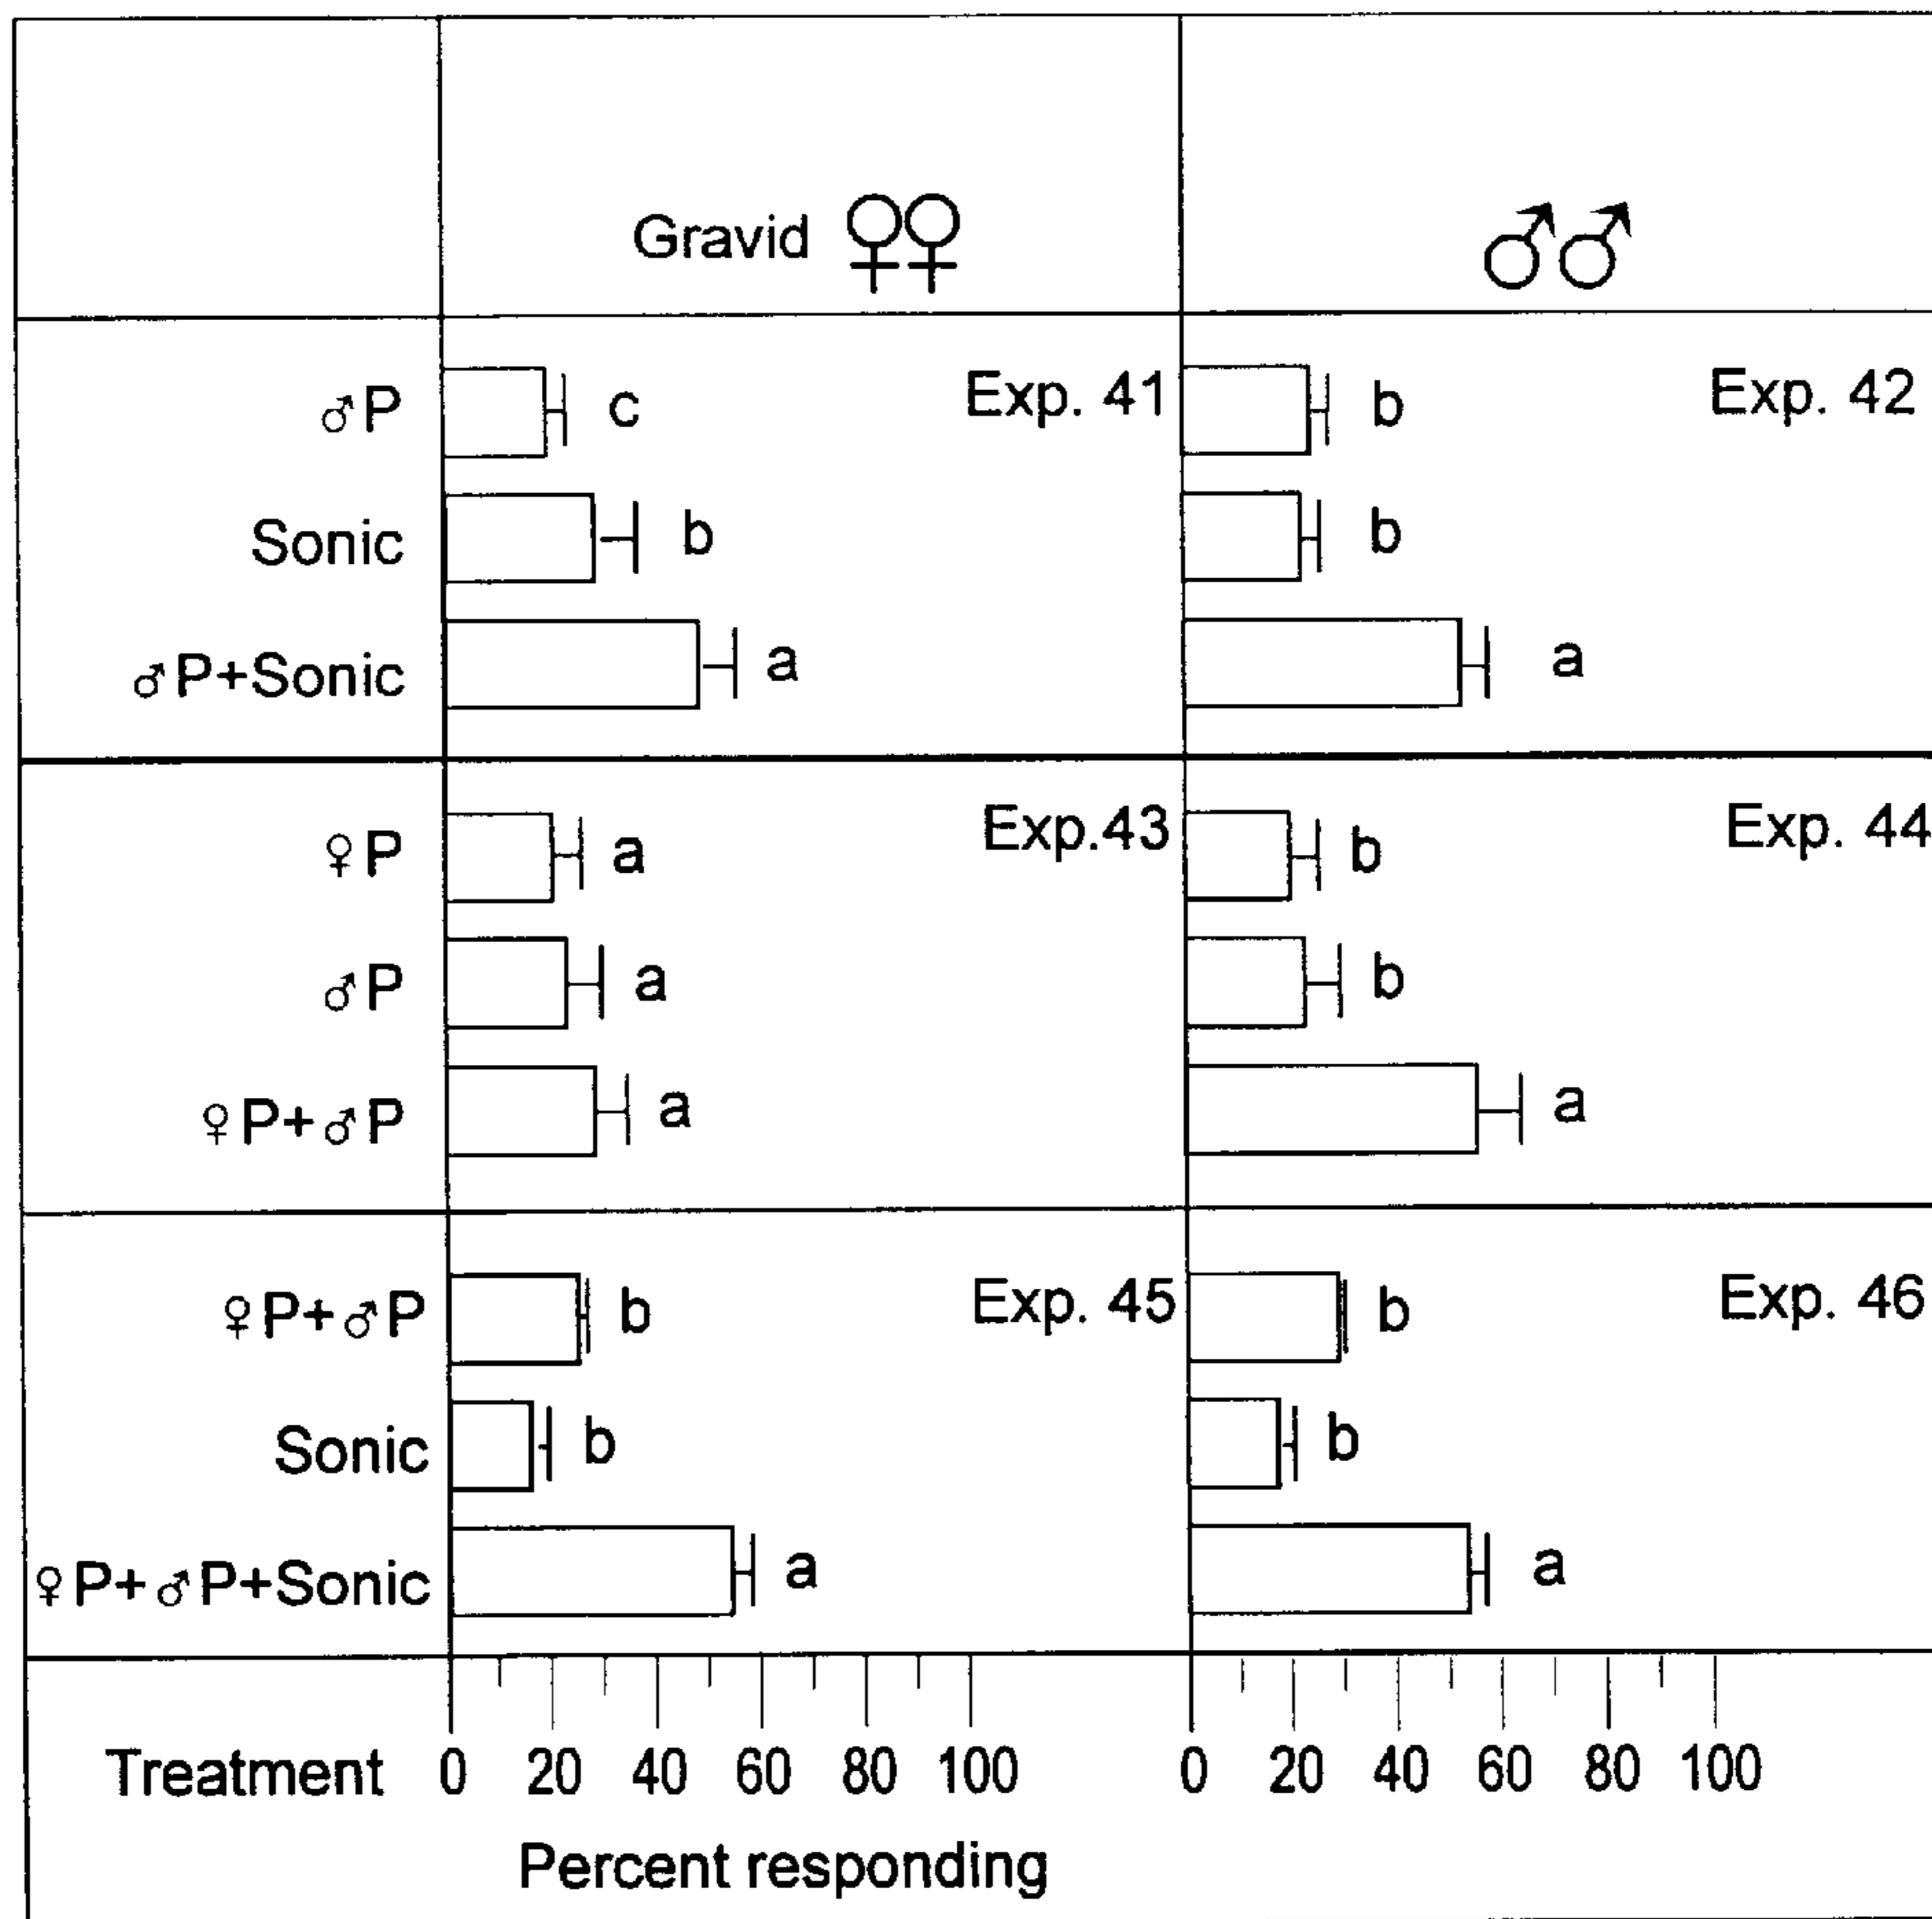 Gravid ♀♀ ♂♂
♂P c Exp. 41 b Exp. 42
Sonic b b
♂P+Sonic a a
♀P a Exp.43 b Exp. 44
♂P a b
♀P+♂P a a
♀P+♂P b Exp. 45 b Exp. 46
Sonic b b
♀P+♂P+Sonic a a
Treatment 0 20 40 60 80 100 0 20 40 60 80 100
Percent responding